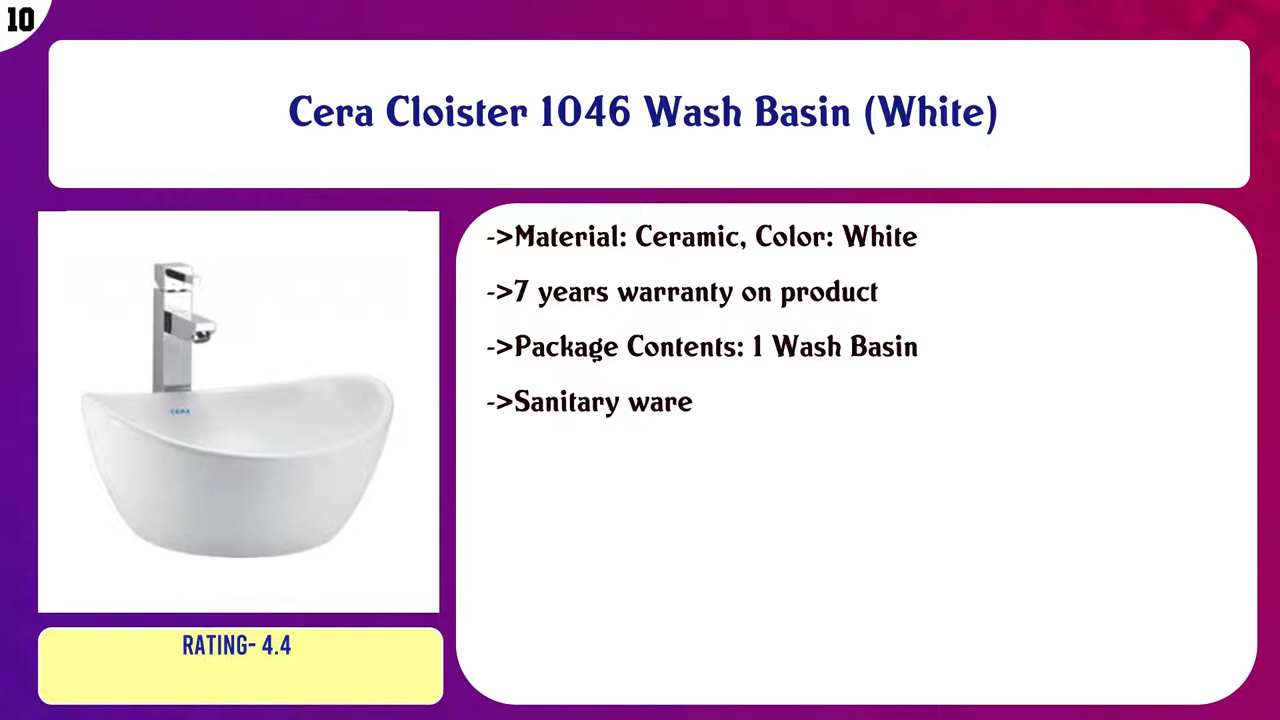 10
Cera Cloister 1046 Wash Basin (White)
->Material: Ceramic, Color: White
->7 years warranty on product
->Package Contents: 1 Wash Basin
->Sanitary ware
CERA
RATING- 4.4